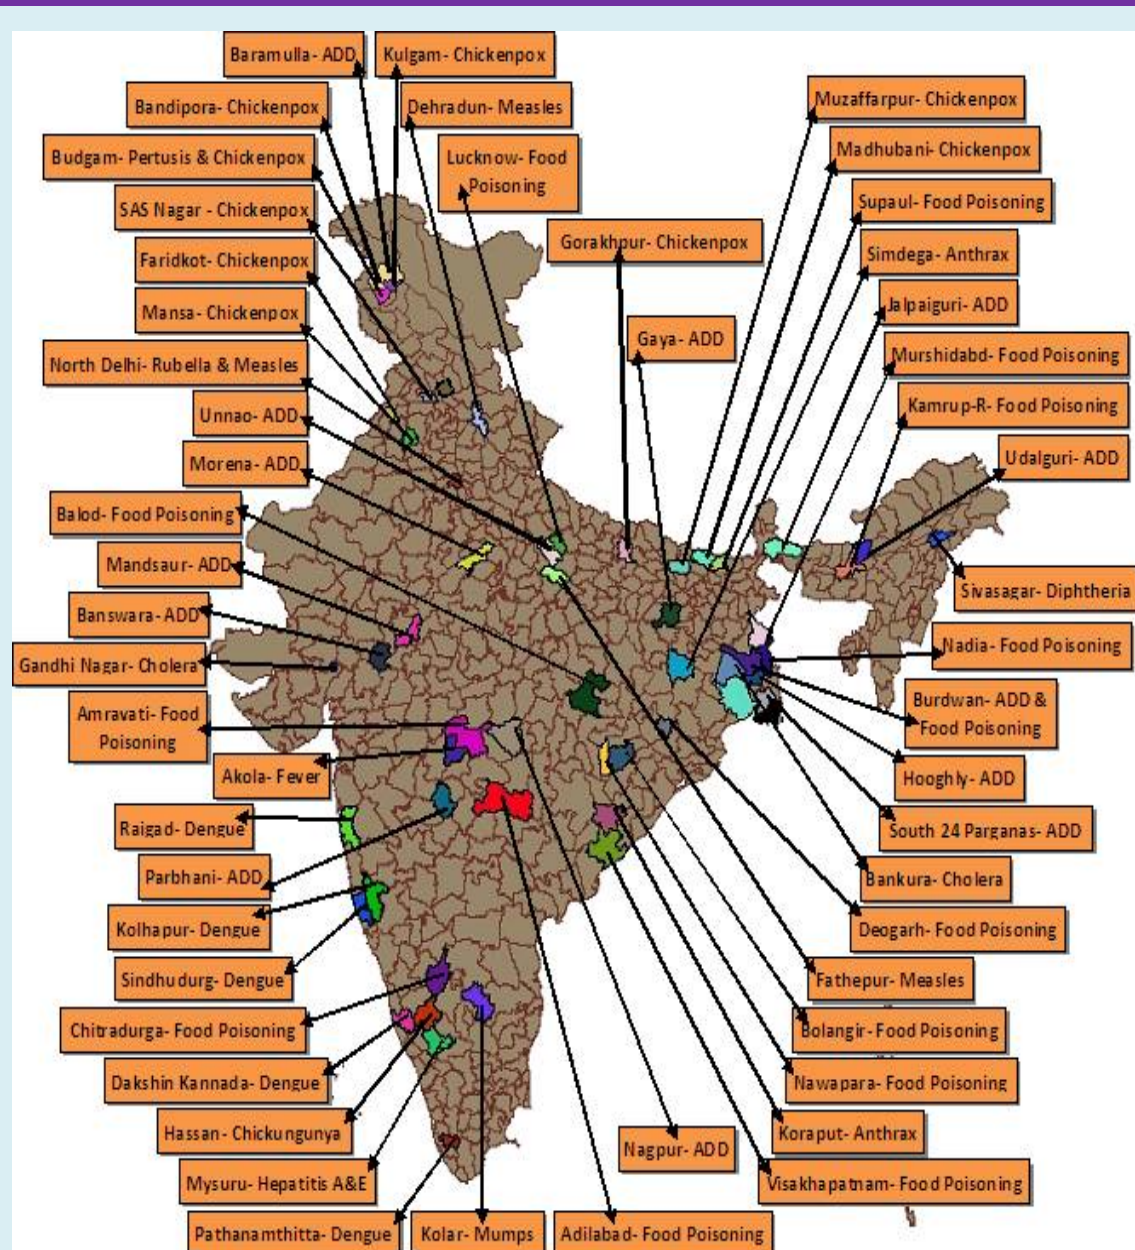 Baramulla- ADD
Kulgam- Chickenpox
Bandipora- Chickenpox
Dehradun- Measles
Muzaffarpur- Chickenpox
Budgam- Pertusis & Chickenpox
Lucknow- Food
Poisoning
Madhubani- Chickenpox
SAS Nagar - Chickenpox
Supaul- Food Poisoning
Faridkot- Chickenpox
Gorakhpur- Chickenpox
Simdega- Anthrax
Mansa- Chickenpox
Jalpaiguri- ADD
Gaya- ADD
North Delhi- Rubella & Measles
Murshidabd- Food Poisoning
Unnao- ADD
Kamrup-R- Food Poisoning
Morena- ADD
Udalguri- ADD
Balod- Food Poisoning
Mandsaur- ADD
Sivasagar- Diphtheria
Banswara- ADD
Nadia- Food Poisoning
Gandhi Nagar- Cholera
Amravati- Food
Poisoning
Burdwan- ADD &
Food Poisoning
Akola- Fever
Hooghly- ADD
Raigad- Dengue
South 24 Parganas- ADD
Parbhani- ADD
Bankura- Cholera
Kolhapur- Dengue
Deogarh- Food Poisoning
Sindhudurg- Dengue
Fathepur- Measles
Chitradurga- Food Poisoning
Bolangir- Food Poisoning
Dakshin Kannada- Dengue
Nawapara- Food Poisoning
Hassan- Chickungunya
Koraput- Anthrax
Nagpur- ADD
Mysuru- Hepatitis A&E
Visakhapatnam- Food Poisoning
Pathanamthitta- Dengue
Kolar- Mumps
Adilabad- Food Poisoning